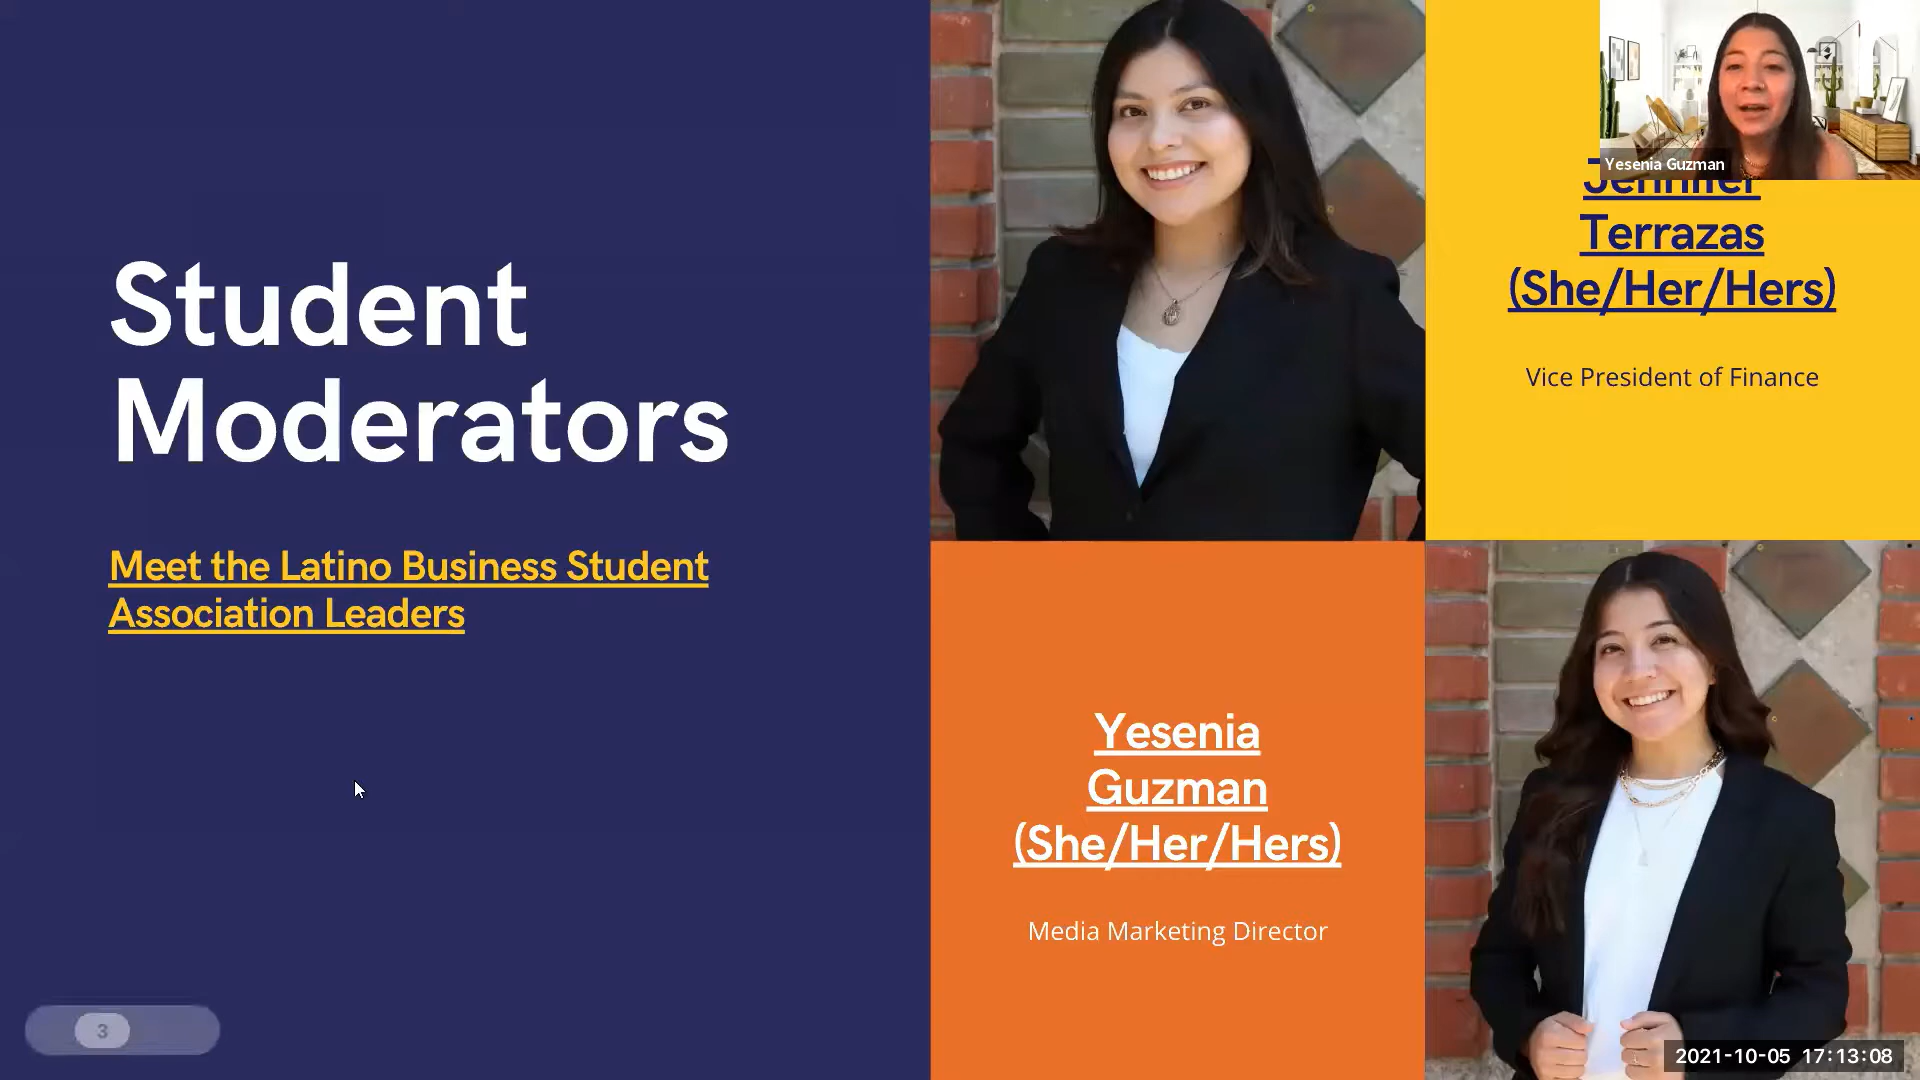 Student
Moderators
Meet the Latino Business Student
Association Leaders
Yesenia Guzman
Jennifer
Terrazas
(She/Her/Hers)
Vice President of Finance
Yesenia
Guzman
(She/Her/Hers)
Media Marketing Director
3
2021-10-05 17:13:08